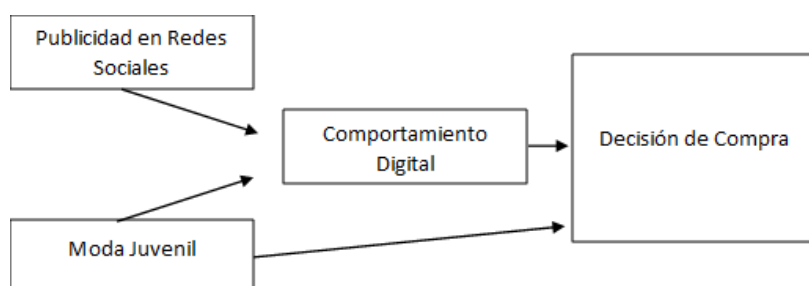 Publicidad en Redes
Sociales
Comportamiento
Digital
Decisión de Compra
Moda Juvenil